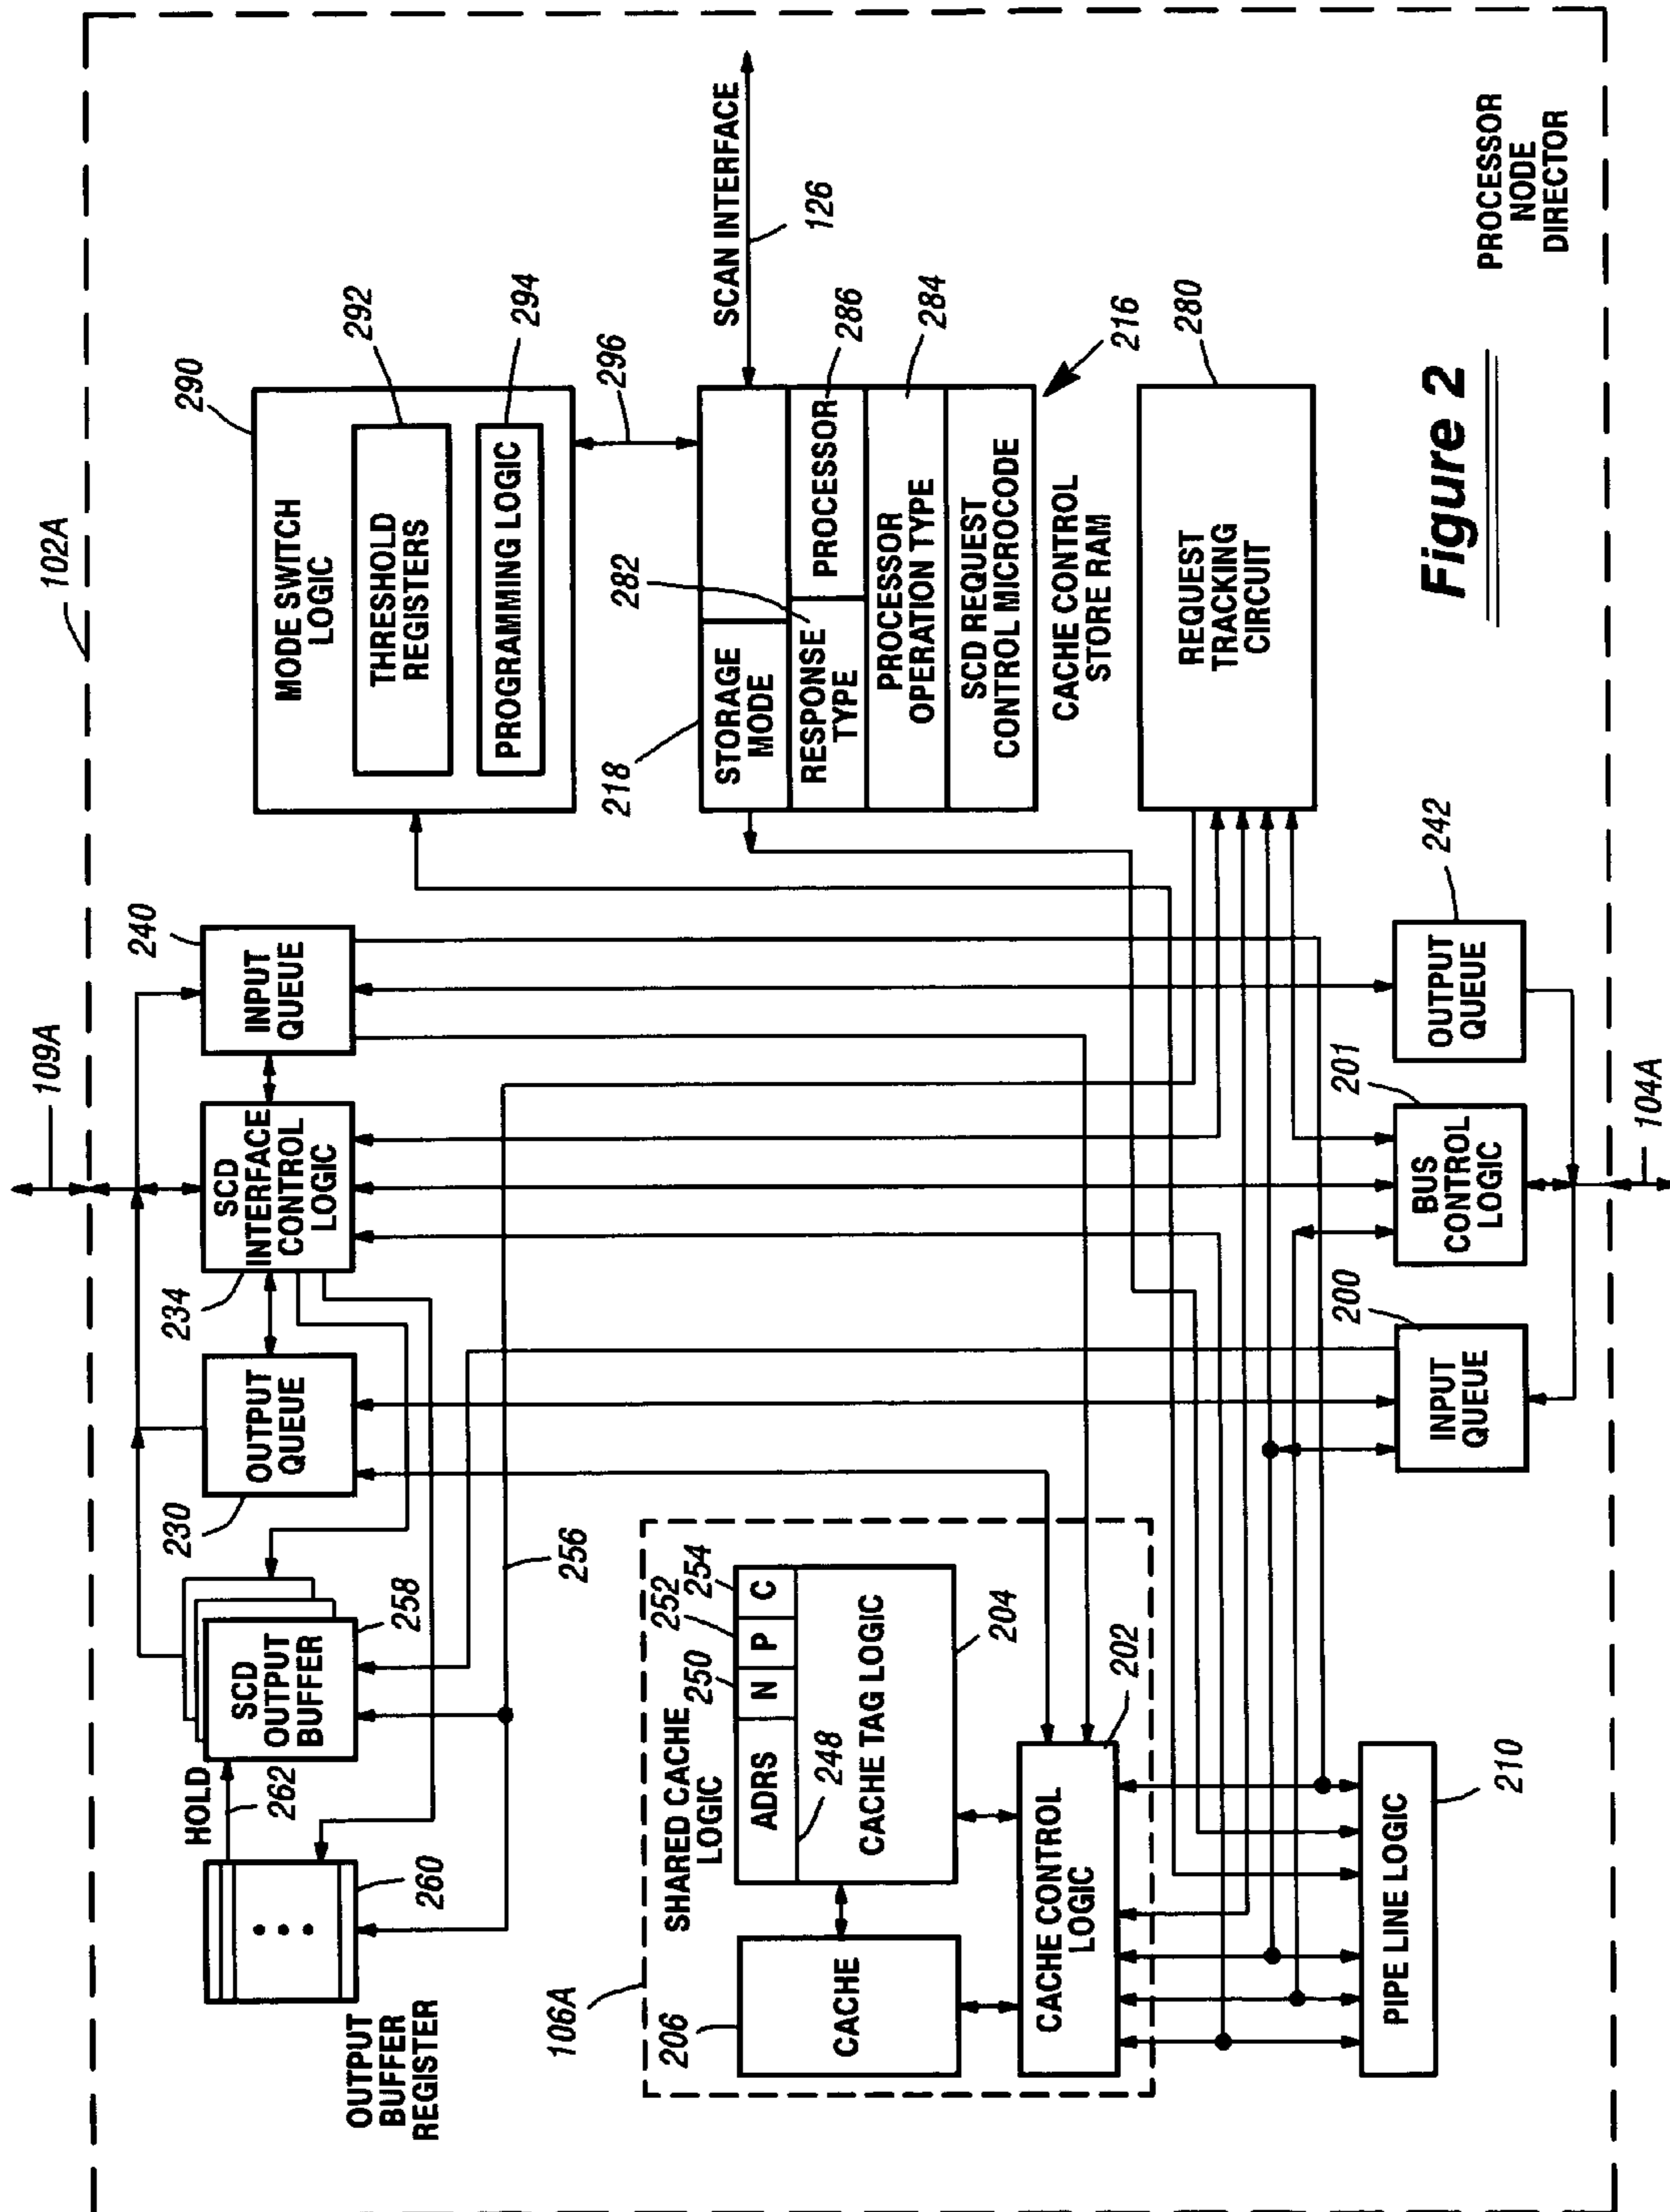 102A
109A
104A
HOLD
262
OUTPUT
BUFFER
REGISTER
260
SCD
OUTPUT
BUFFER
258
OUTPUT
QUEUE
230
SCD
INTERFACE
CONTROL
LOGIC
234
INPUT
QUEUE
240
256
MODE SWITCH
LOGIC
290
THRESHOLD
REGISTERS
292
PROGRAMMING LOGIC
294
296
SCAN INTERFACE
126
218
STORAGE
MODE
282
RESPONSE
TYPE
PROCESSOR
286
PROCESSOR
OPERATION TYPE
284
SCD REQUEST
CONTROL MICROCODE
216
CACHE CONTROL
STORE RAM
REQUEST
TRACKING
CIRCUIT
280
106A
SHARED CACHE
LOGIC
206
CACHE
ADRS
N
P
C
250
252
254
248
CACHE TAG LOGIC
204
CACHE CONTROL
LOGIC
202
PIPE LINE LOGIC
210
INPUT
QUEUE
200
BUS
CONTROL
LOGIC
201
OUTPUT
QUEUE
242
PROCESSOR
NODE
DIRECTOR
Figure 2